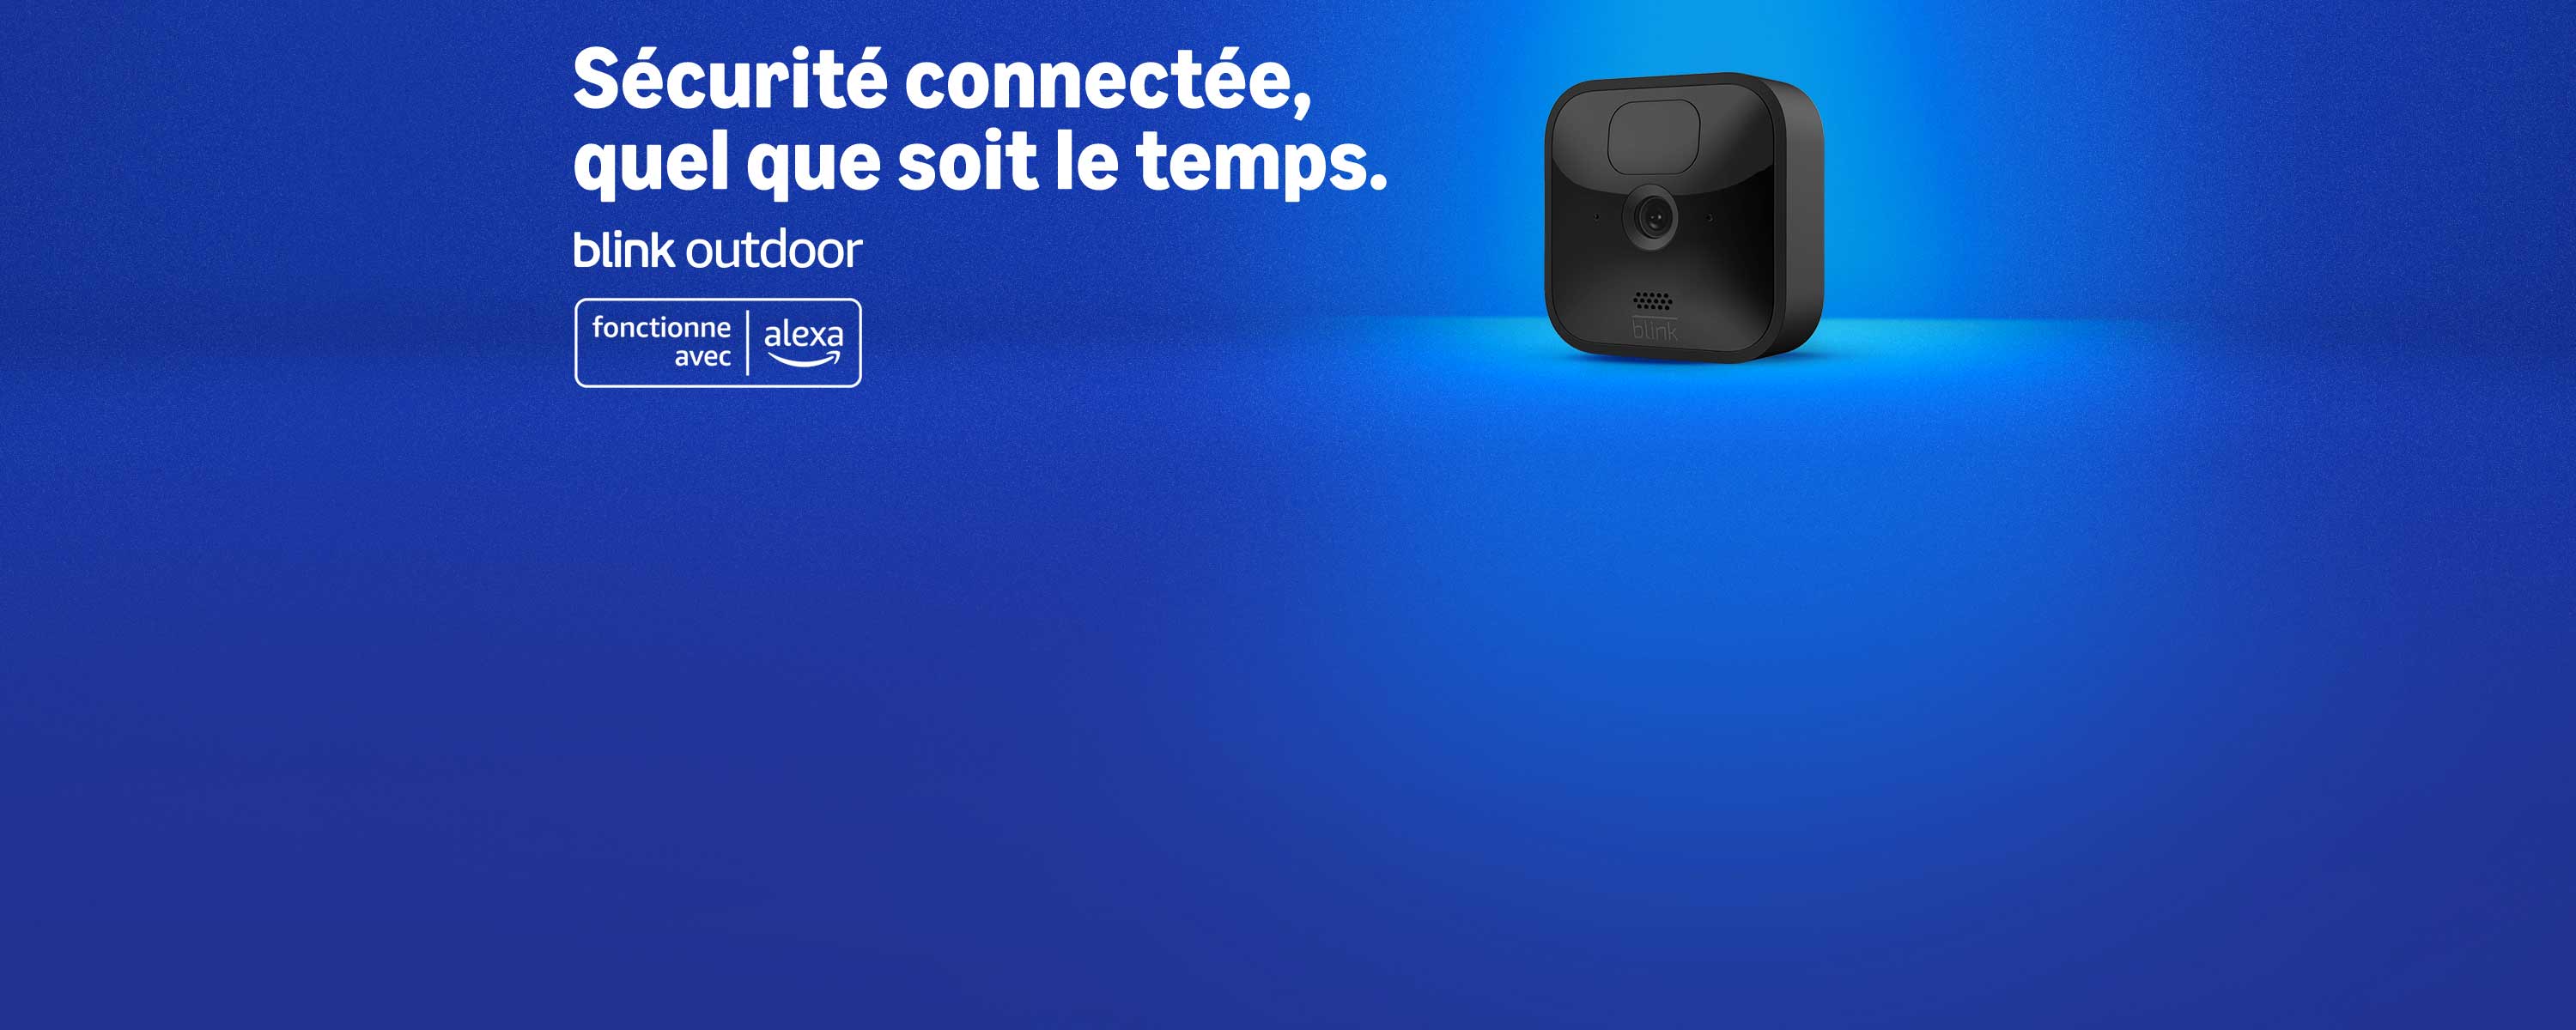 Sécurité connectée,
quel que soit le temps.
blink outdoor
fonctionne
avec
alexa
blink